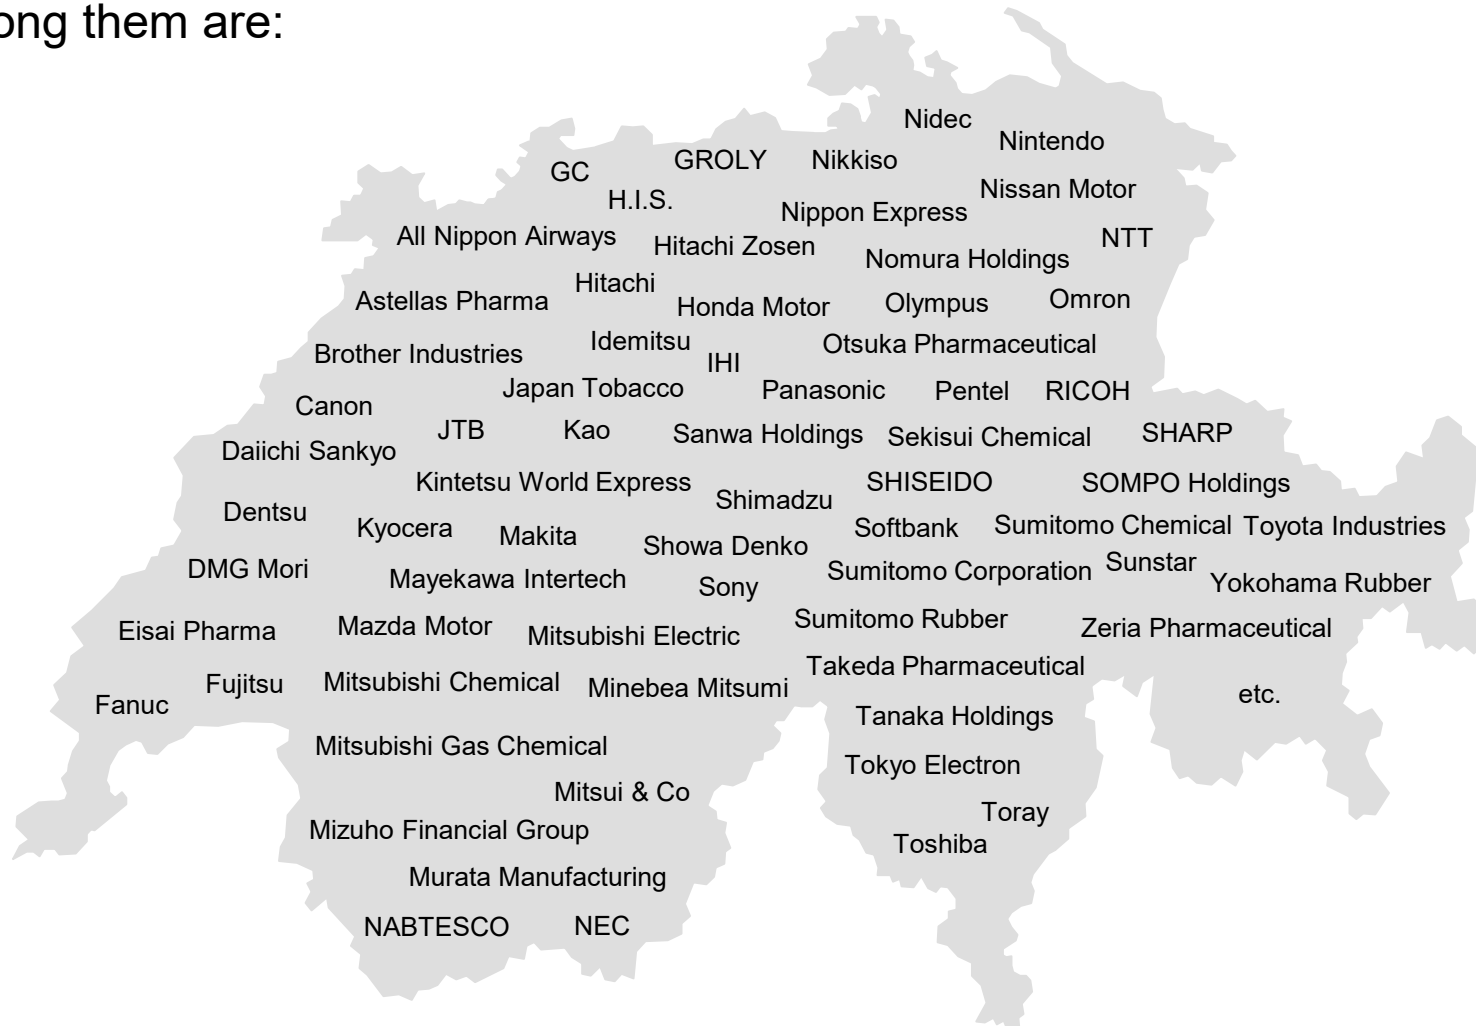 ong them are:
Nidec
Nintendo
GC
GROLY
Nikkiso
Nissan Motor
H.I.S.
Nippon Express
All Nippon Airways
Hitachi Zosen
NTT
Nomura Holdings
Hitachi
Astellas Pharma
Honda Motor
Olympus
Omron
Idemitsu
Otsuka Pharmaceutical
Brother Industries
IHI
Japan Tobacco
Panasonic
Pentel
RICOH
Canon
JTB
Kao
Sanwa Holdings
Sekisui Chemical
SHARP
Daiichi Sankyo
Kintetsu World Express
SHISEIDO
SOMPO Holdings
Shimadzu
Dentsu
Kyocera
Makita
Softbank
Sumitomo Chemical
Toyota Industries
Showa Denko
DMG Mori
Mayekawa Intertech
Sony
Sumitomo Corporation
Sunstar
Yokohama Rubber
Eisai Pharma
Mazda Motor
Mitsubishi Electric
Sumitomo Rubber
Zeria Pharmaceutical
Takeda Pharmaceutical
Fanuc
Fujitsu
Mitsubishi Chemical
Minebea Mitsumi
etc.
Tanaka Holdings
Mitsubishi Gas Chemical
Tokyo Electron
Mitsui & Co
Toray
Mizuho Financial Group
Toshiba
Murata Manufacturing
NABTESCO
NEC